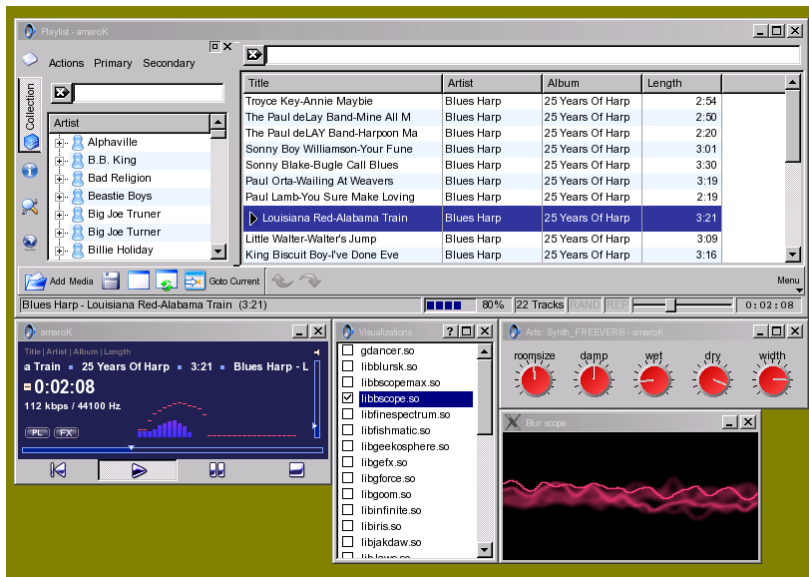 Playlist - amaroK
Actions Primary Secondary
Collection
Artist
Alphaville
B.B. King
Bad Religion
Beastie Boys
Big Joe Truner
Big Joe Turner
Billie Holiday
Title Artist Album Length
Troyce Key-Annie Maybie Blues Harp 25 Years Of Harp 2:54
The Paul deLay Band-Mine All M Blues Harp 25 Years Of Harp 2:50
The Paul deLAY Band-Harpoon Ma Blues Harp 25 Years Of Harp 2:20
Sonny Boy Williamson-Your Fune Blues Harp 25 Years Of Harp 3:01
Sonny Blake-Bugle Call Blues Blues Harp 25 Years Of Harp 3:30
Paul Orta-Wailing At Weavers Blues Harp 25 Years Of Harp 3:19
Paul Lamb-You Sure Make Loving Blues Harp 25 Years Of Harp 2:19
Louisiana Red-Alabama Train Blues Harp 25 Years Of Harp 3:21
Little Walter-Walter's Jump Blues Harp 25 Years Of Harp 3:09
King Biscuit Boy-I've Done Eve Blues Harp 25 Years Of Harp 3:16
Add Media Goto Current Menu
Blues Harp - Louisiana Red-Alabama Train (3:21) 80% 22 Tracks RAND REP 0:02:08
amaroK
Title | Artist | Album | Length
a Train 25 Years Of Harp 3:21 Blues Harp - L
0:02:08
112 kbps / 44100 Hz
PL FX
Visualizations
gdancer.so
libblursk.so
libbscopemax.so
libbscope.so
libfinespectrum.so
libfishmatic.so
libgeekosphere.so
libgefx.so
libgforce.so
libgoom.so
libinfinite.so
libiris.so
libjakdaw.so
Arts::Synth_FREEVERB - amaroK
roomsize damp wet dry width
Blur scope